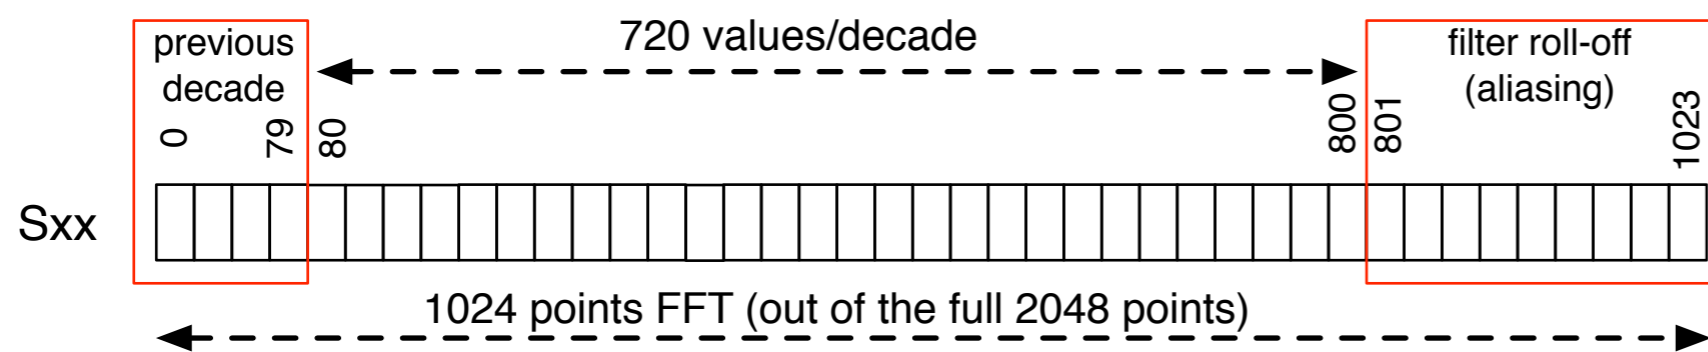 previous
decade
720 values/decade
filter roll-off
(aliasing)
0
79
80
800
801
1023
Sxx
1024 points FFT (out of the full 2048 points)